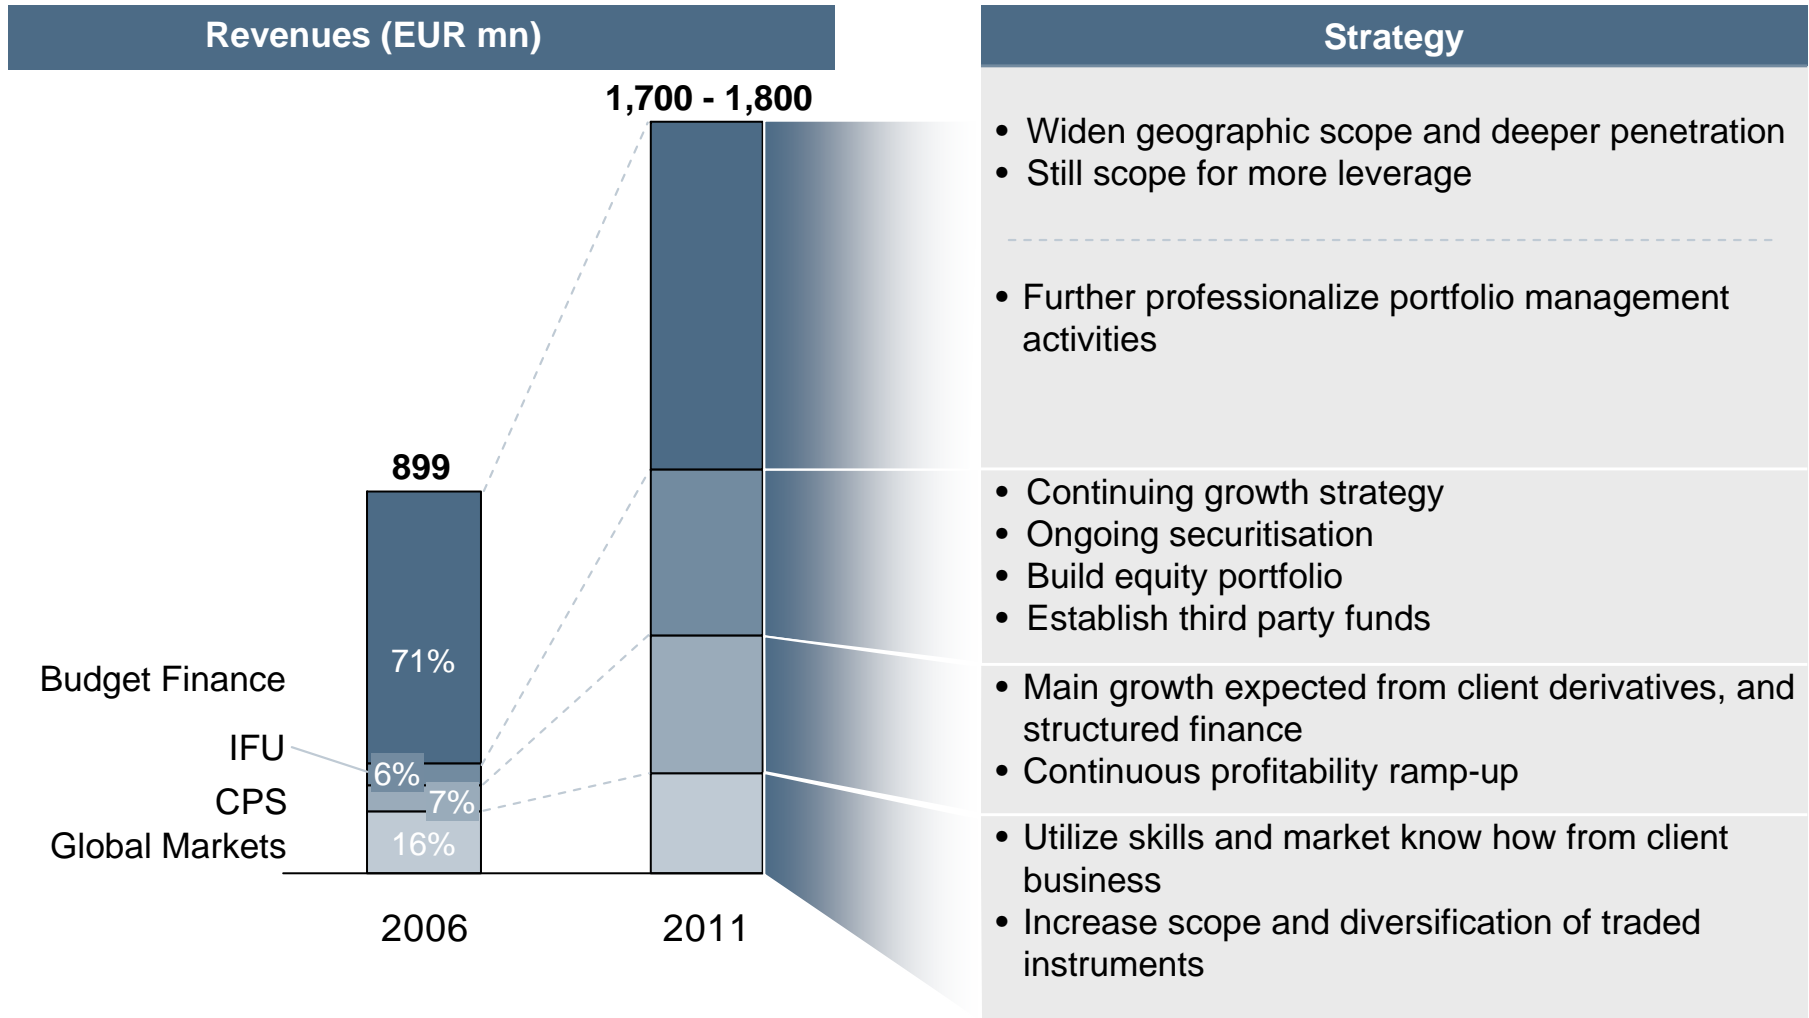 Revenues (EUR mn)
1,700 - 1,800
899
71%
Budget Finance
IFU
6%
CPS
7%
Global Markets
16%
2006
2011
Strategy
• Widen geographic scope and deeper penetration
• Still scope for more leverage
• Further professionalize portfolio management
activities
• Continuing growth strategy
• Ongoing securitisation
• Build equity portfolio
• Establish third party funds
• Main growth expected from client derivatives, and
structured finance
• Continuous profitability ramp-up
• Utilize skills and market know how from client
business
• Increase scope and diversification of traded
instruments